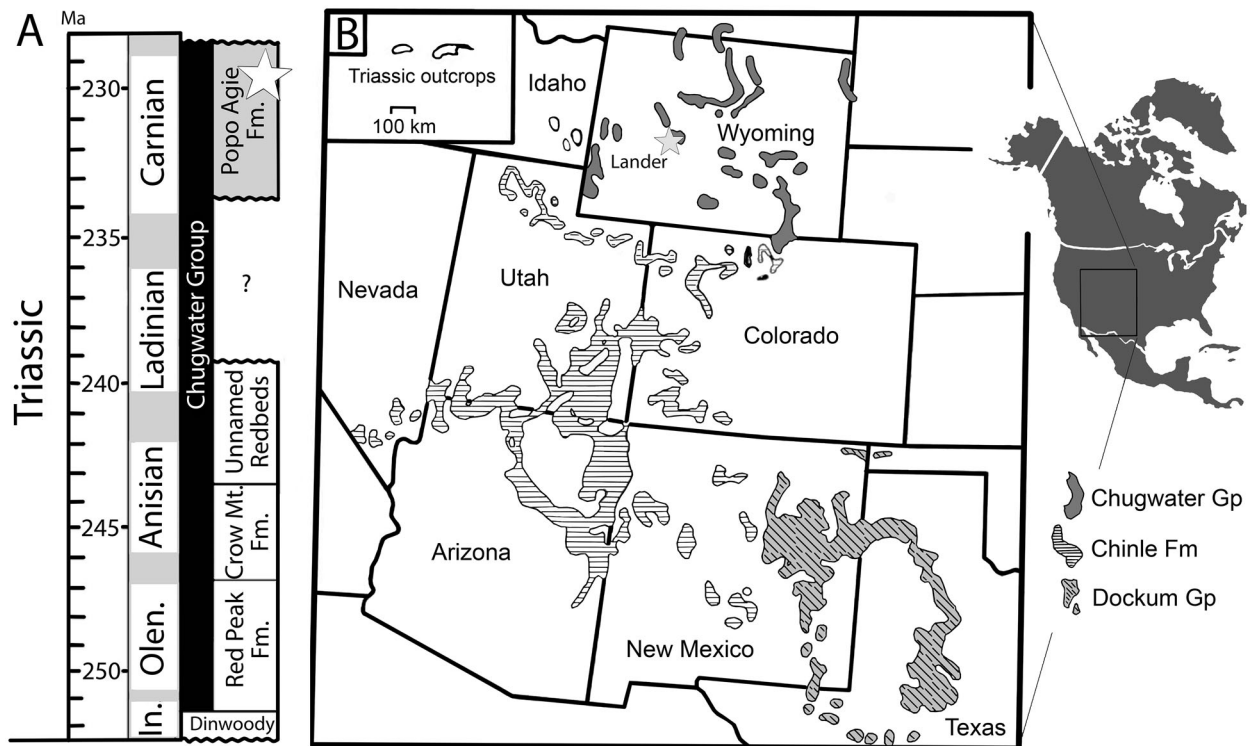 A
Ma
230
235
240
245
250
Triassic
Carnian
Ladinian
Anisian
Olen.
In.
Chugwater Group
Popo Agie
Fm.
?
Unnamed
Redbeds
Crow Mt.
Fm.
Red Peak
Fm.
Dinwoody
B
Triassic outcrops
100 km
Idaho
Wyoming
Lander
Nevada
Utah
Colorado
Arizona
New Mexico
Texas
Chugwater Gp
Chinle Fm
Dockum Gp